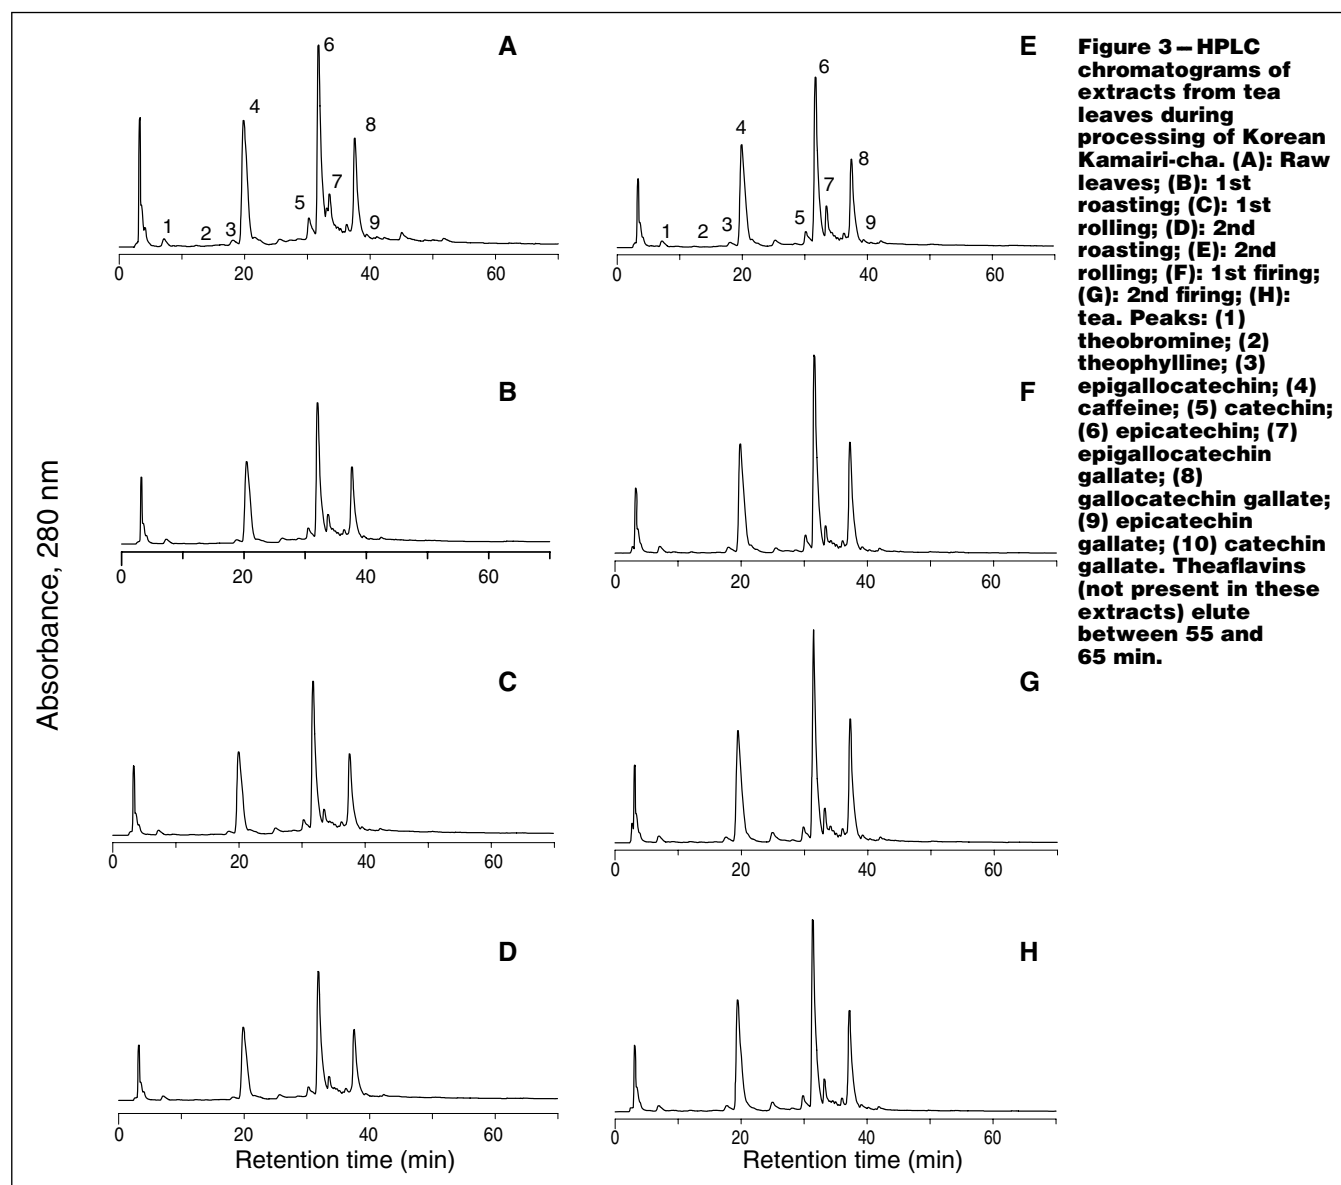 A
6
4
8
7
5
1
2
3
9
0
20
40
60
E
6
4
8
7
5
1
2
3
9
0
20
40
60
B
0
20
40
60
F
0
20
40
60
C
0
20
40
60
G
0
20
40
60
D
0
20
40
60
H
0
20
40
60
Absorbance, 280 nm
Retention time (min)
Retention time (min)
Figure 3—HPLC
chromatograms of
extracts from tea
leaves during
processing of Korean
Kamairi-cha. (A): Raw
leaves; (B): 1st
roasting; (C): 1st
rolling; (D): 2nd
roasting; (E): 2nd
rolling; (F): 1st firing;
(G): 2nd firing; (H):
tea. Peaks: (1)
theobromine; (2)
theophylline; (3)
epigallocatechin; (4)
caffeine; (5) catechin;
(6) epicatechin; (7)
epigallocatechin
gallate; (8)
gallocatechin gallate;
(9) epicatechin
gallate; (10) catechin
gallate. Theaflavins
(not present in these
extracts) elute
between 55 and
65 min.